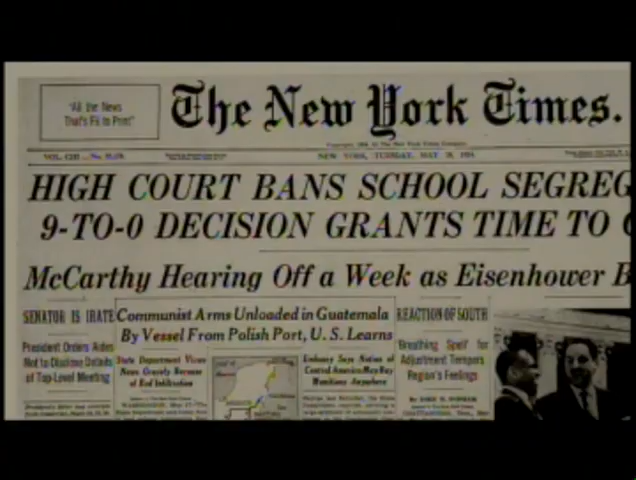 "All the News
That's Fit to Print"
The New York Times.
NEW YORK, TUESDAY, MAY 18, 1954.
HIGH COURT BANS SCHOOL SEGREG
9-TO-0 DECISION GRANTS TIME TO
McCarthy Hearing Off a Week as Eisenhower B
SENATOR IS IRATE
President Orders Aides
Not to Disclose Details
of Top-Level Meeting
Communist Arms Unloaded in Guatemala
By Vessel From Polish Port, U. S. Learns
State Department Views
News Gravely Because
of Red Infiltration
Embassy Says Nation of
Central America May Buy
Munitions Anywhere
REACTION OF SOUTH
'Breathing Spell' for
Adjustment Tempers
Region's Feelings